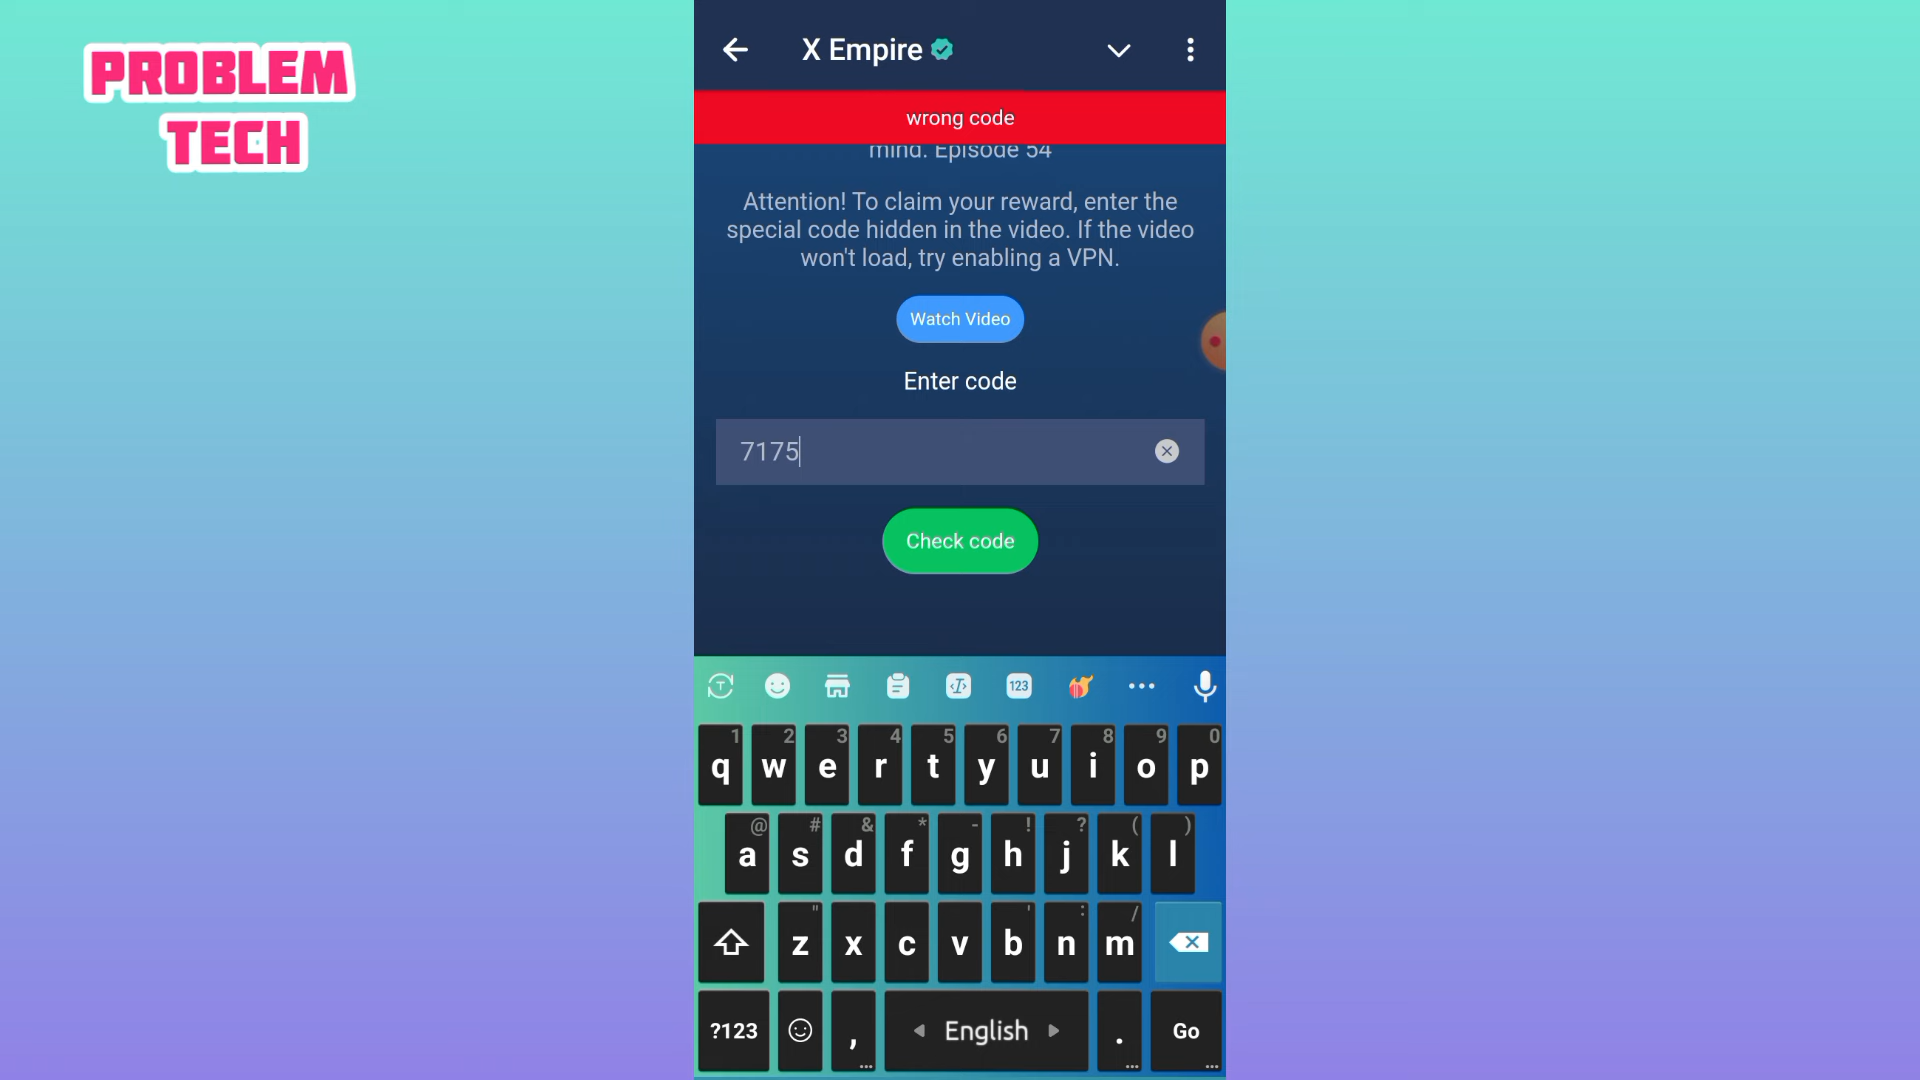 PROBLEM
TECH
X Empire
wrong code
mind. Episode 54
Attention! To claim your reward, enter the
special code hidden in the video. If the video
won't load, try enabling a VPN.
Watch Video
Enter code
7175
Check code
T 123 ...
1 2 3 4 5 6 7 8 9 0
q w e r t y u i o p
@ # & * - ! ? ( )
a s d f g h j k l
" ' : /
z x c v b n m
?123 , English . Go